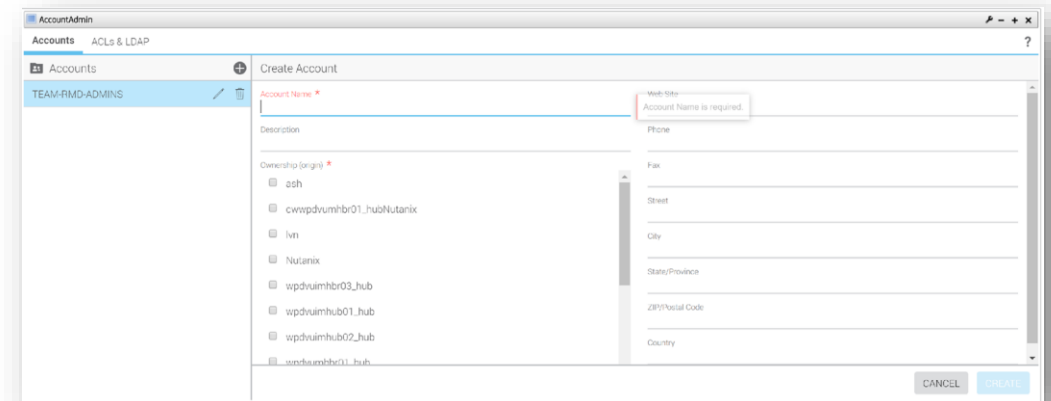 AccountAdmin
Accounts ACLs & LDAP ?
Accounts
Create Account
TEAM-RMD-ADMINS
Account Name *
Web Site
Account Name is required.
Description
Phone
Ownership (origin) *
Fax
ash
Street
cwwpdvumhbr01_hubNutanix
lvn
City
Nutanix
State/Province
wpdvuimhbr03_hub
wpdvuimhub01_hub
ZIP/Postal Code
wpdvuimhub02_hub
Country
wpdvumhbr01_hub
CANCEL CREATE